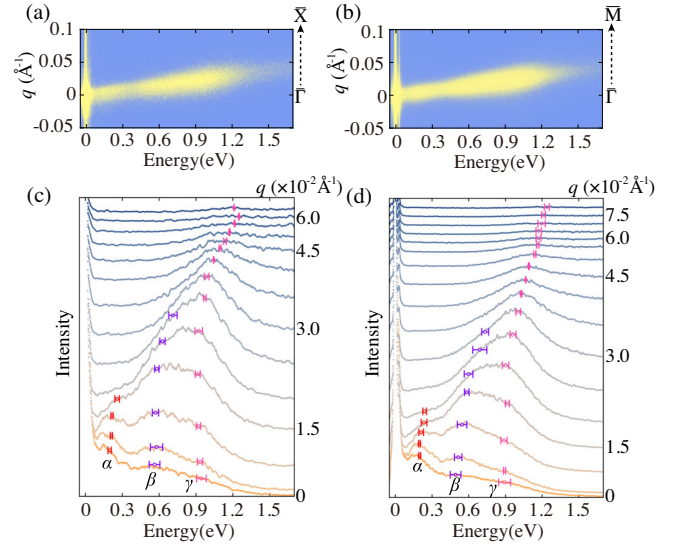 (a)
0.1
0.05
0
-0.05
q (Å⁻¹)
X̄
Γ̄
0 0.3 0.6 0.9 1.2 1.5
Energy(eV)
(b)
0.1
0.05
0
-0.05
q (Å⁻¹)
M̄
Γ̄
0 0.3 0.6 0.9 1.2 1.5
Energy(eV)
(c)
q (×10⁻² Å⁻¹)
6.0
4.5
3.0
1.5
0
Intensity
α
β
γ
0 0.3 0.6 0.9 1.2 1.5
Energy(eV)
(d)
q (×10⁻² Å⁻¹)
7.5
6.0
4.5
3.0
1.5
0
Intensity
α
β
γ
0 0.3 0.6 0.9 1.2 1.5
Energy(eV)